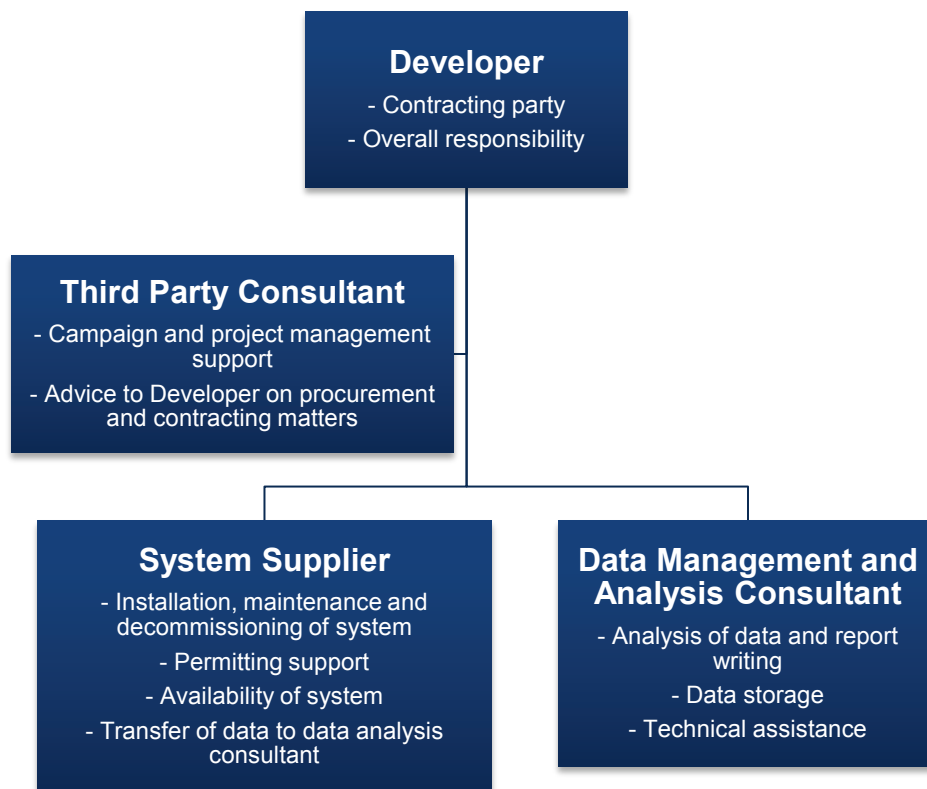 Developer
- Contracting party
- Overall responsibility
Third Party Consultant
- Campaign and project management
support
- Advice to Developer on procurement
and contracting matters
System Supplier
- Installation, maintenance and
decommissioning of system
- Permitting support
- Availability of system
- Transfer of data to data analysis
consultant
Data Management and
Analysis Consultant
- Analysis of data and report
writing
- Data storage
- Technical assistance